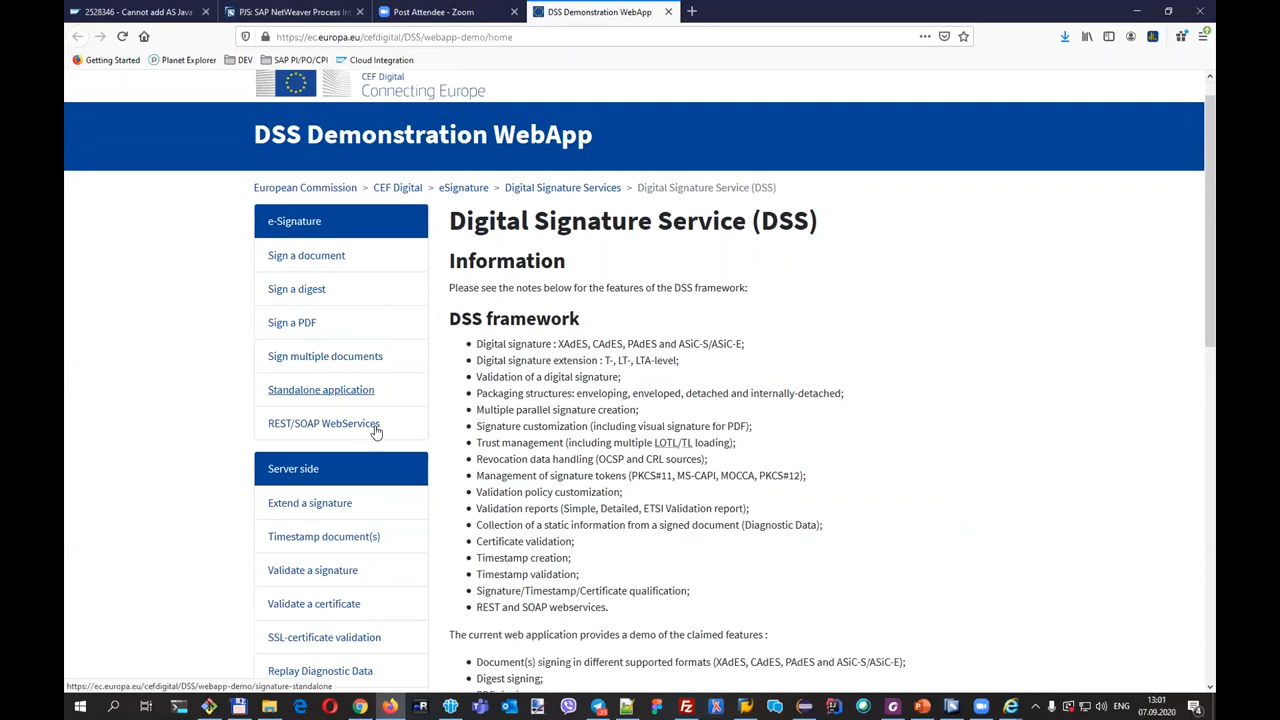 2528346 - Cannot add AS Java
PJS: SAP NetWeaver Process In
Post Attendee - Zoom
DSS Demonstration WebApp
https://ec.europa.eu/cefdigital/DSS/webapp-demo/home
Getting Started
Planet Explorer
DEV
SAP PI/PO/CPI
Cloud Integration
CEF Digital
Connecting Europe
DSS Demonstration WebApp
European Commission > CEF Digital > eSignature > Digital Signature Services > Digital Signature Service (DSS)
e-Signature
Sign a document
Sign a digest
Sign a PDF
Sign multiple documents
Standalone application
REST/SOAP WebServices
Server side
Extend a signature
Timestamp document(s)
Validate a signature
Validate a certificate
SSL-certificate validation
Replay Diagnostic Data
Digital Signature Service (DSS)
Information
Please see the notes below for the features of the DSS framework:
DSS framework
• Digital signature : XAdES, CAdES, PAdES and ASiC-S/ASiC-E;
• Digital signature extension : T-, LT-, LTA-level;
• Validation of a digital signature;
• Packaging structures: enveloping, enveloped, detached and internally-detached;
• Multiple parallel signature creation;
• Signature customization (including visual signature for PDF);
• Trust management (including multiple LOTL/TL loading);
• Revocation data handling (OCSP and CRL sources);
• Management of signature tokens (PKCS#11, MS-CAPI, MOCCA, PKCS#12);
• Validation policy customization;
• Validation reports (Simple, Detailed, ETSI Validation report);
• Collection of a static information from a signed document (Diagnostic Data);
• Certificate validation;
• Timestamp creation;
• Timestamp validation;
• Signature/Timestamp/Certificate qualification;
• REST and SOAP webservices.
The current web application provides a demo of the claimed features :
• Document(s) signing in different supported formats (XAdES, CAdES, PAdES and ASiC-S/ASiC-E);
• Digest signing;
https://ec.europa.eu/cefdigital/DSS/webapp-demo/signature-standalone
ENG
13:01
07.09.2020